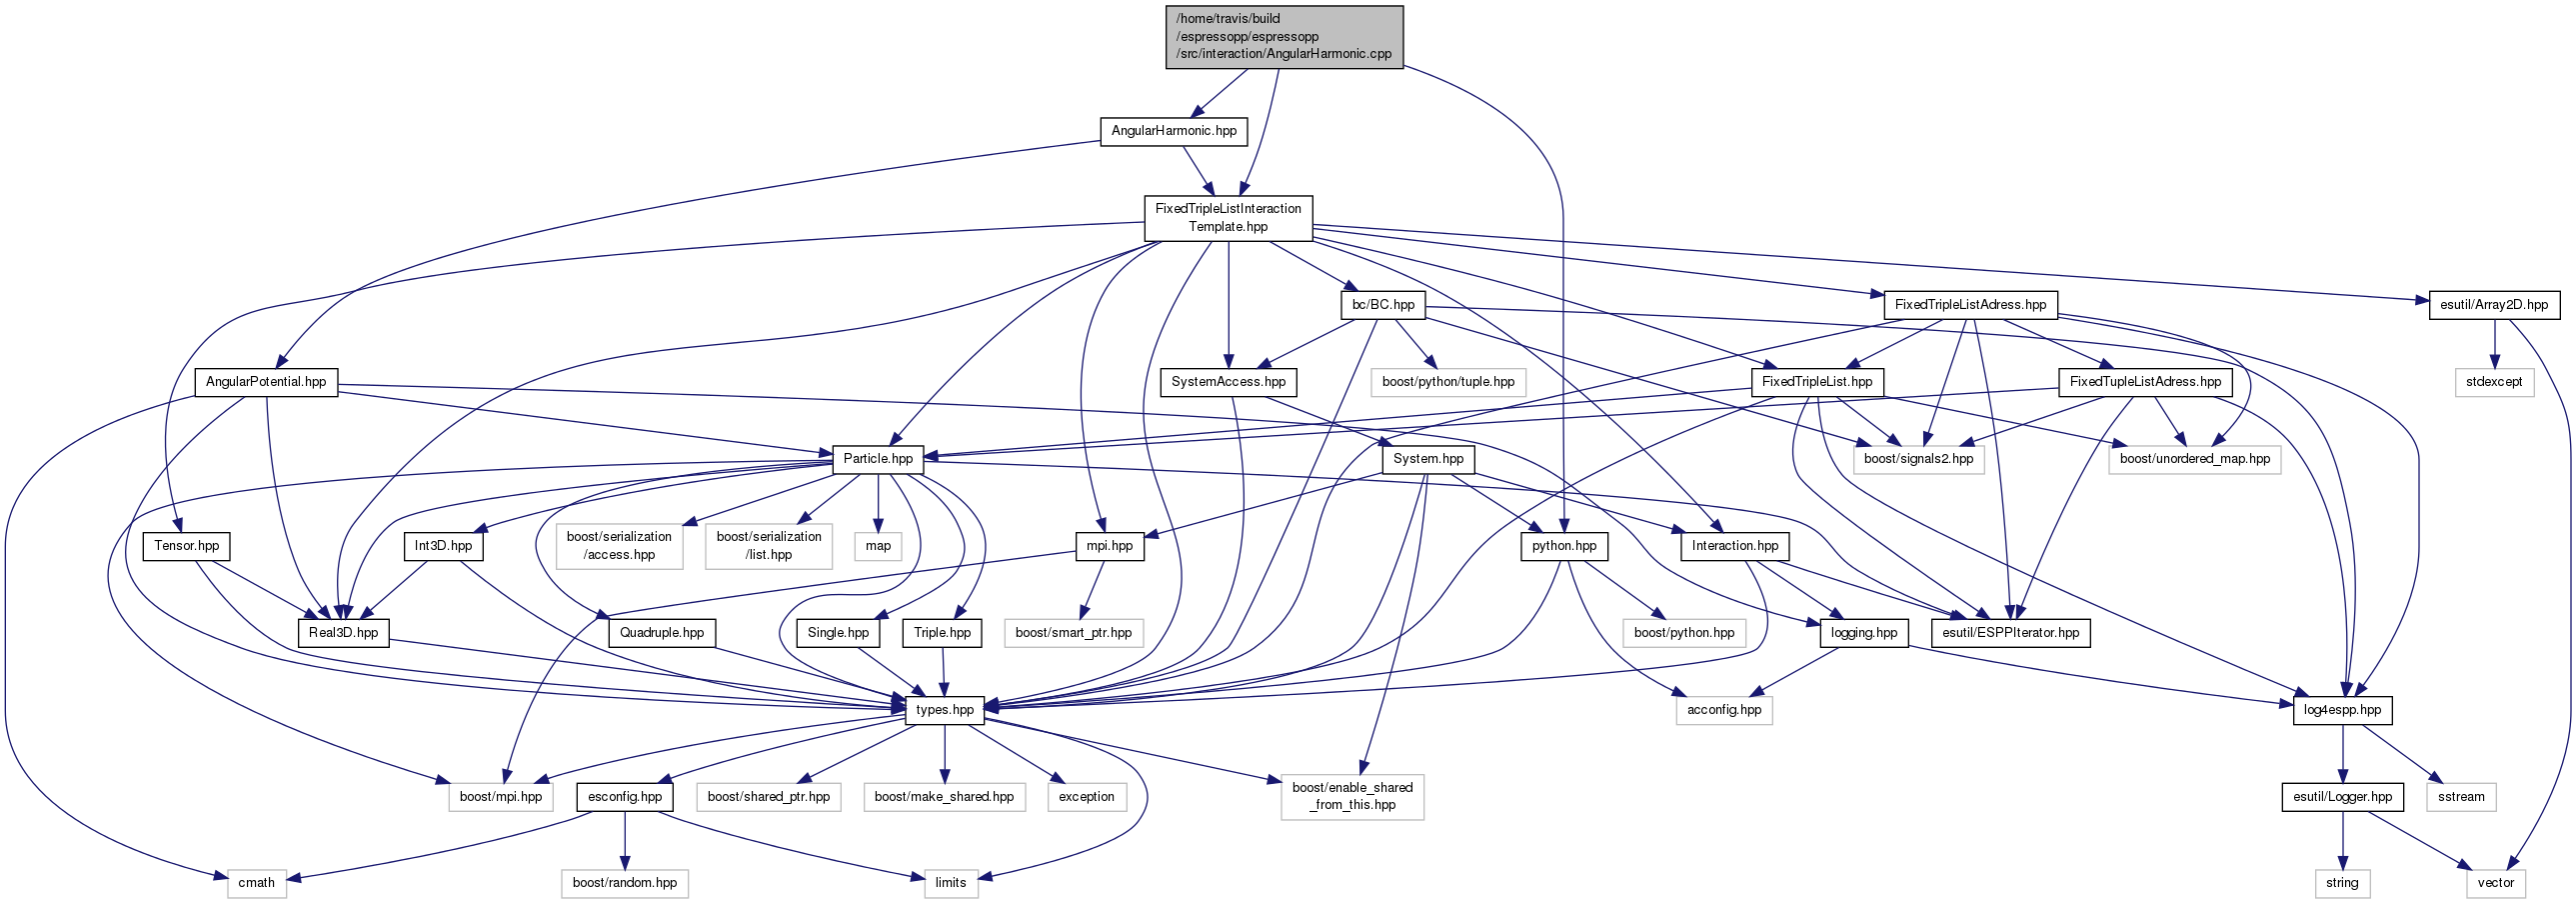 /home/travis/build
/espressopp/espressopp
/src/interaction/AngularHarmonic.cpp
AngularHarmonic.hpp
FixedTripleListInteraction
Template.hpp
bc/BC.hpp
FixedTripleListAdress.hpp
esutil/Array2D.hpp
AngularPotential.hpp
SystemAccess.hpp
boost/python/tuple.hpp
FixedTripleList.hpp
FixedTupleListAdress.hpp
stdexcept
Particle.hpp
System.hpp
boost/signals2.hpp
boost/unordered_map.hpp
Tensor.hpp
Int3D.hpp
boost/serialization
/access.hpp
boost/serialization
/list.hpp
map
mpi.hpp
python.hpp
Interaction.hpp
Real3D.hpp
Quadruple.hpp
Single.hpp
Triple.hpp
boost/smart_ptr.hpp
boost/python.hpp
logging.hpp
esutil/ESPPIterator.hpp
types.hpp
acconfig.hpp
log4espp.hpp
boost/mpi.hpp
esconfig.hpp
boost/shared_ptr.hpp
boost/make_shared.hpp
exception
boost/enable_shared
_from_this.hpp
esutil/Logger.hpp
sstream
cmath
boost/random.hpp
limits
string
vector